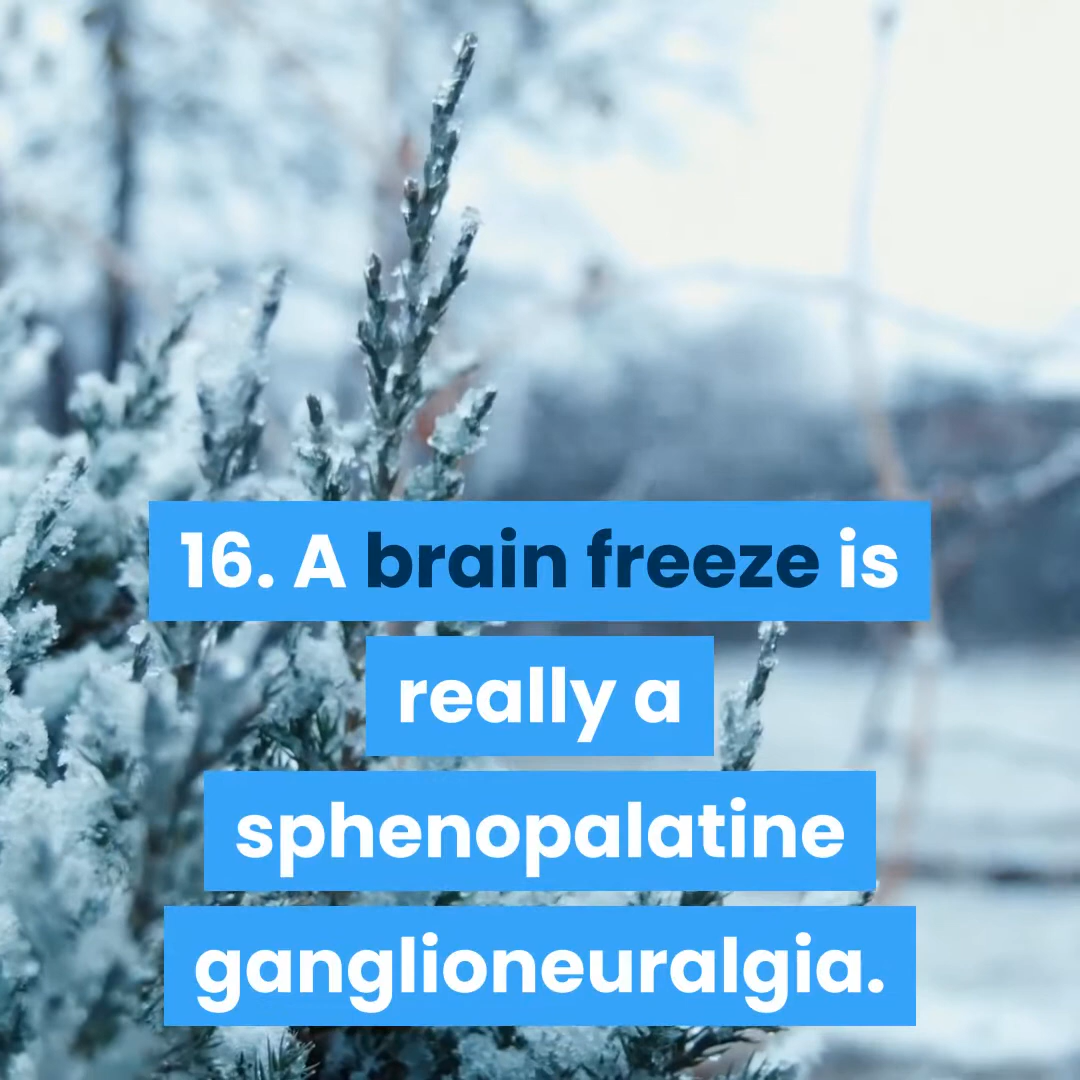 16. A brain freeze is
really a
sphenopalatine
ganglioneuralgia.